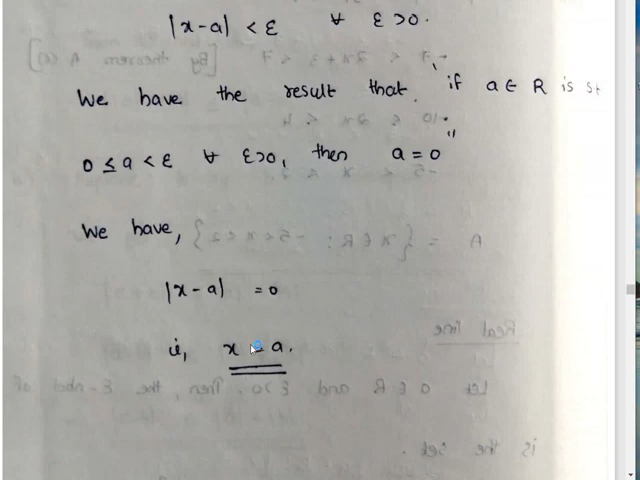 |x-a| < ε ∀ ε>0.
We have the result that "if a ∈ R is st
0 ≤ a < ε ∀ ε>0, then a=0"
We have,
|x-a| =0
ie, x = a.